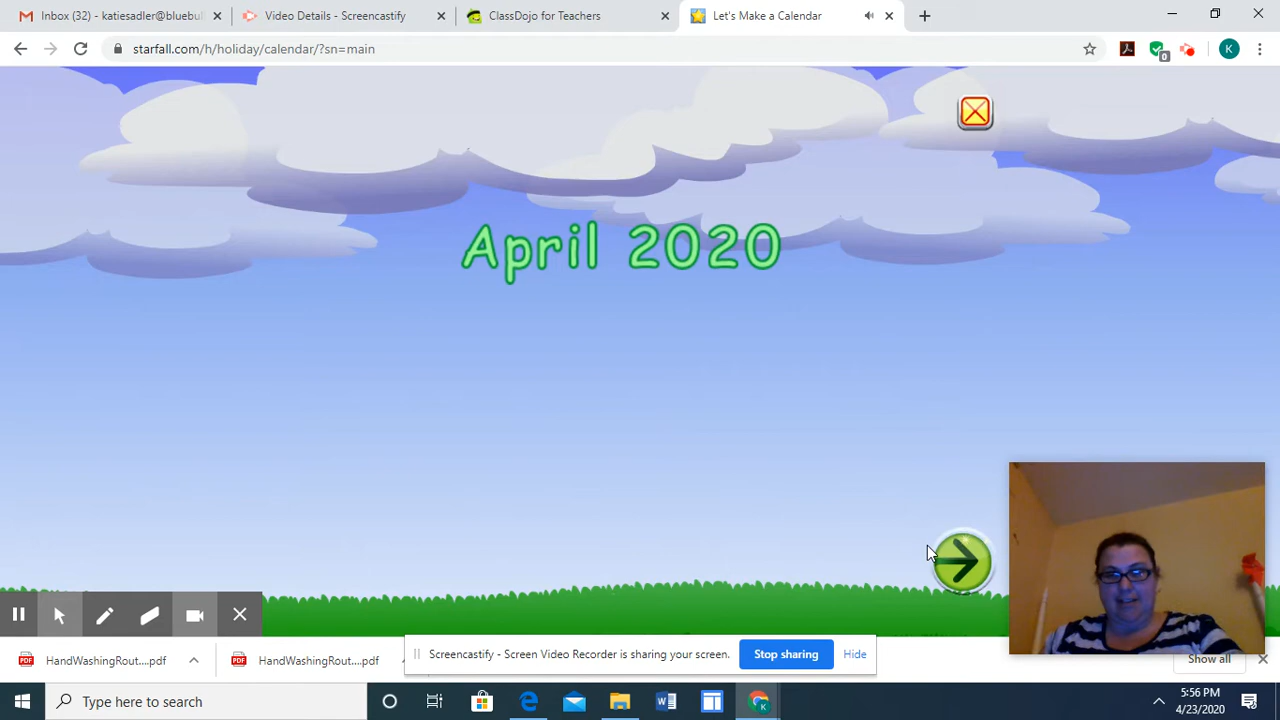 Inbox (32) - katiesadler@bluebu
Video Details - Screencastify
ClassDojo for Teachers
Let's Make a Calendar
starfall.com/h/holiday/calendar/?sn=main
0
K
April 2020
HandWashingRout....pdf
HandWashingRout....pdf
Screencastify - Screen Video Recorder is sharing your screen.
Stop sharing
Hide
Show all
Type here to search
5:56 PM
4/23/2020